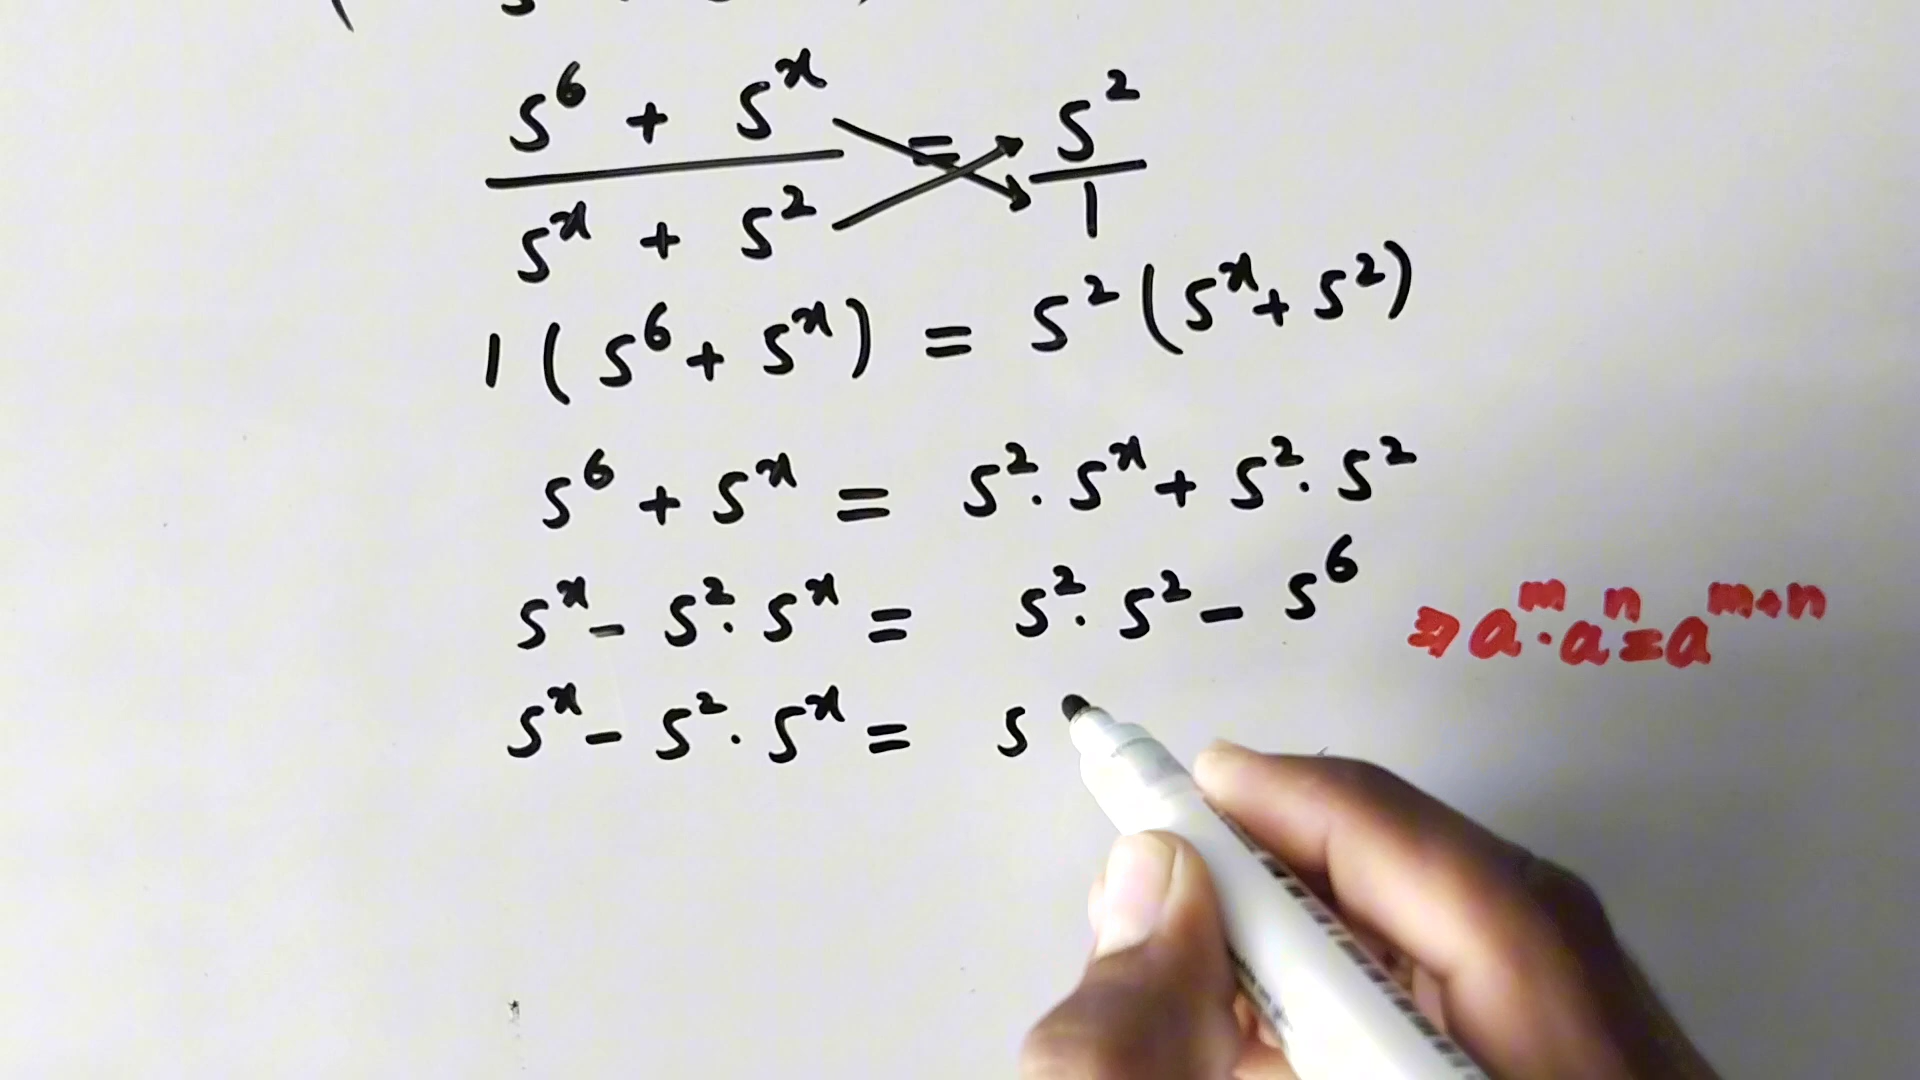 5^6 + 5^x = 5^2
5^x + 5^2 1
1 ( 5^6 + 5^x ) = 5^2 ( 5^x + 5^2 )
5^6 + 5^x = 5^2 · 5^x + 5^2 · 5^2
5^x - 5^2 · 5^x = 5^2 · 5^2 - 5^6 ⇒ a^m · a^n = a^m+n
5^x - 5^2 · 5^x = 5